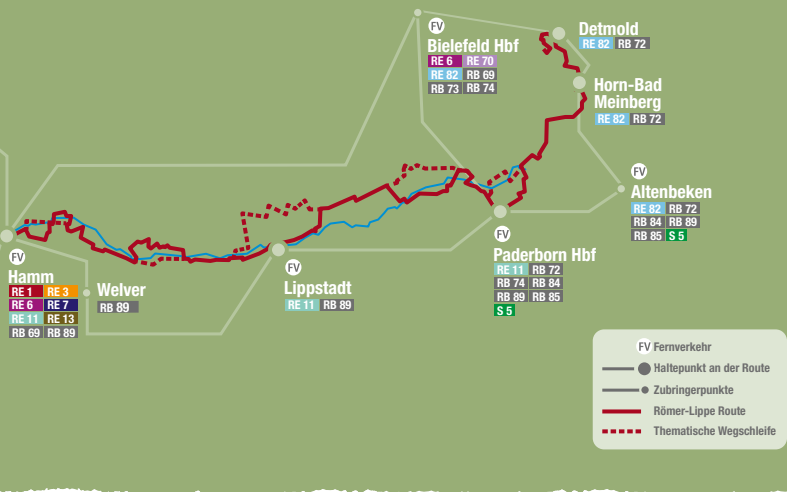 FV
Bielefeld Hbf
RE 6 RE 70
RE 82 RB 69
RB 73 RB 74
Detmold
RE 82 RB 72
Horn-Bad
Meinberg
RE 82 RB 72
FV
Altenbeken
RE 82 RB 72
RB 84 RB 89
RB 85 S 5
FV
Hamm
RE 1 RE 3
RE 6 RE 7
RE 11 RE 13
RB 69 RB 89
Welver
RB 89
FV
Lippstadt
RE 11 RB 89
FV
Paderborn Hbf
RE 11 RB 72
RB 74 RB 84
RB 89 RB 85
S 5
FV Fernverkehr
Haltepunkt an der Route
Zubringerpunkte
Römer-Lippe Route
Thematische Wegschleife